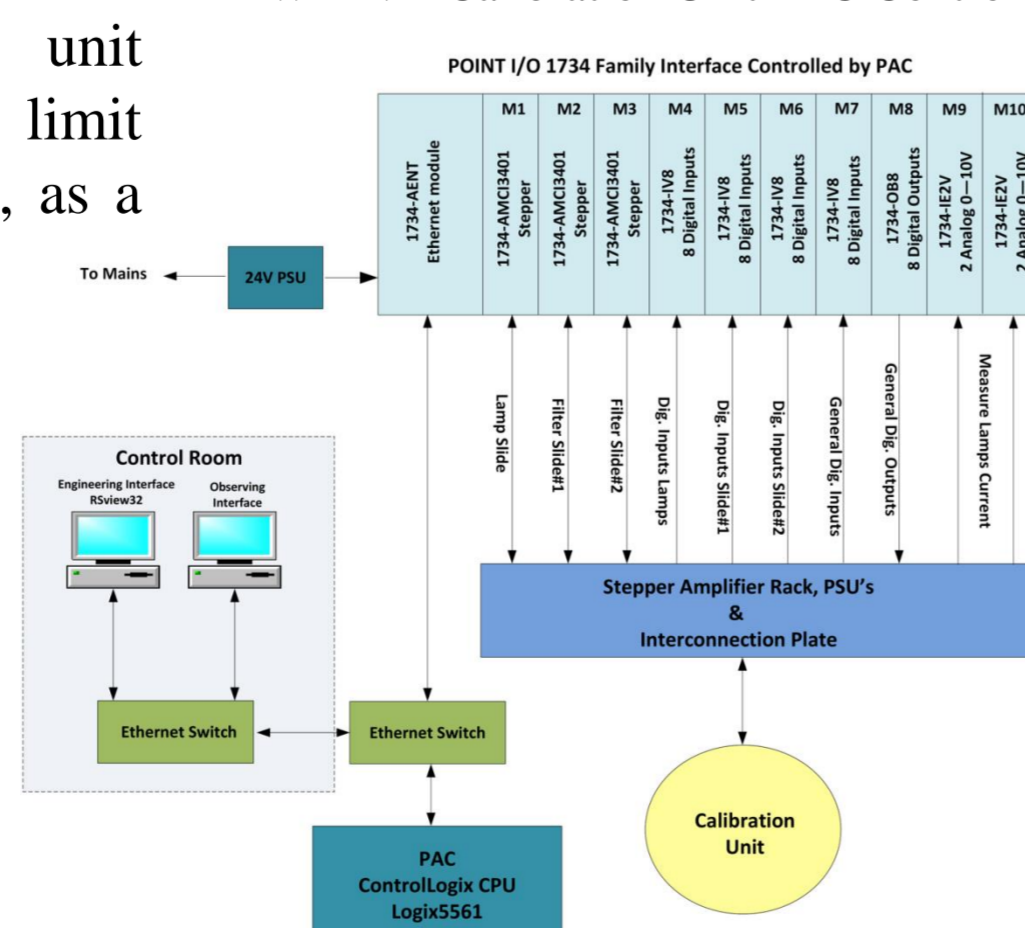 unit
limit
, as a
POINT I/O 1734 Family Interface Controlled by PAC
1734-AENT
Ethernet module
M1
1734-AMCI3401
Stepper
M2
1734-AMCI3401
Stepper
M3
1734-AMCI3401
Stepper
M4
1734-IV8
8 Digital Inputs
M5
1734-IV8
8 Digital Inputs
M6
1734-IV8
8 Digital Inputs
M7
1734-IV8
8 Digital Inputs
M8
1734-OB8
8 Digital Outputs
M9
1734-IE2V
2 Analog 0—10V
M10
1734-IE2V
2 Analog 0—10V
To Mains
24V PSU
Lamp Slide
Filter Slide#1
Filter Slide#2
Dig. Inputs Lamps
Dig. Inputs Slide#1
Dig. Inputs Slide#2
General Dig. Inputs
General Dig. Outputs
Measure Lamps Current
Control Room
Engineering Interface
RSview32
Observing
Interface
Stepper Amplifier Rack, PSU's
&
Interconnection Plate
Ethernet Switch
Ethernet Switch
Calibration
Unit
PAC
ControlLogix CPU
Logix5561